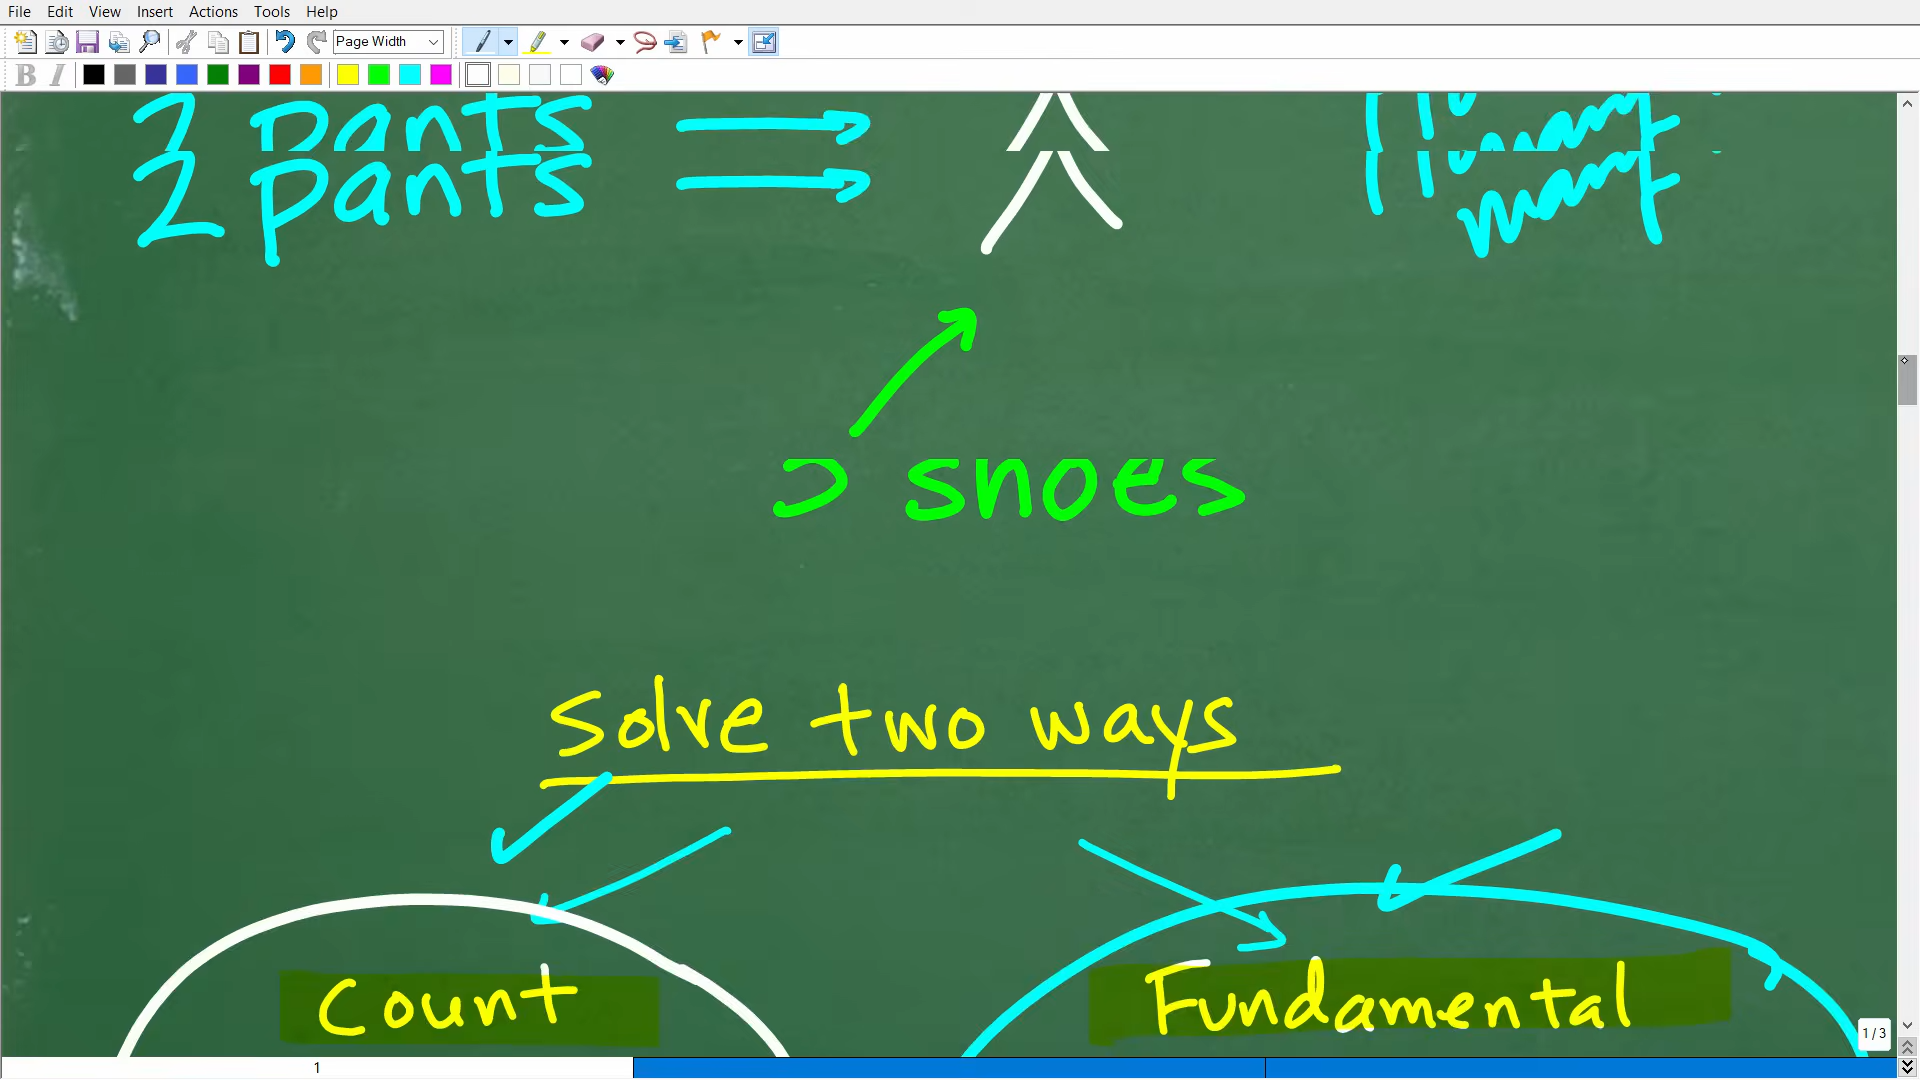 File Edit View Insert Actions Tools Help
Page Width
B I
2 pants
2 pants
many
shoes
Solve two ways
Count
Fundamental
1 / 3
1